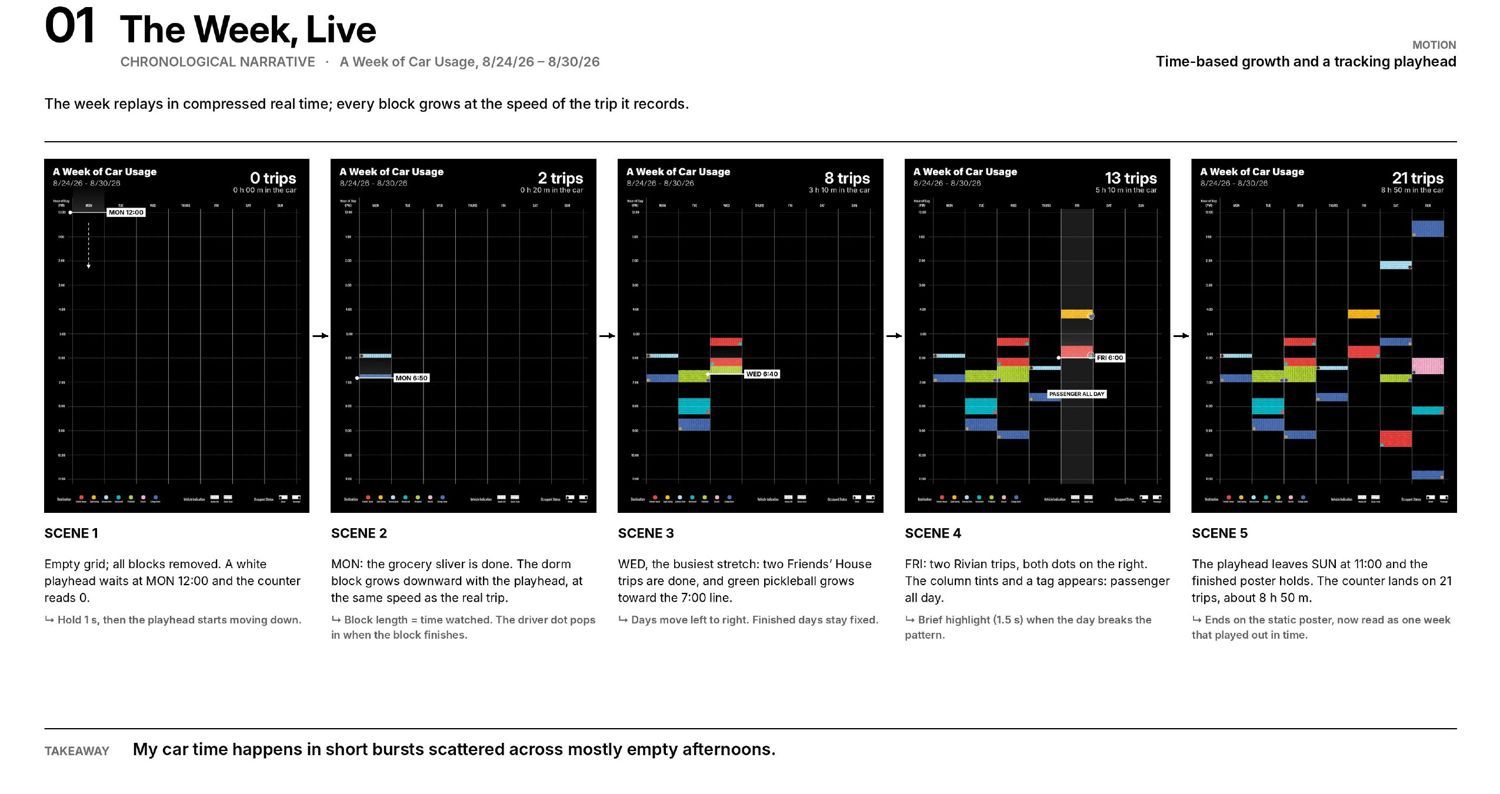 01 The Week, Live
CHRONOLOGICAL NARRATIVE · A Week of Car Usage, 8/24/26 – 8/30/26
MOTION
Time-based growth and a tracking playhead
The week replays in compressed real time; every block grows at the speed of the trip it records.
A Week of Car Usage
8/24/26 - 8/30/26
0 trips
0 h 00 m in the car
MON 12:00
A Week of Car Usage
8/24/26 - 8/30/26
2 trips
0 h 20 m in the car
MON 6:50
A Week of Car Usage
8/24/26 - 8/30/26
8 trips
3 h 10 m in the car
WED 6:40
A Week of Car Usage
8/24/26 - 8/30/26
13 trips
5 h 10 m in the car
FRI 6:00
PASSENGER ALL DAY
A Week of Car Usage
8/24/26 - 8/30/26
21 trips
8 h 50 m in the car
SCENE 1
Empty grid; all blocks removed. A white
playhead waits at MON 12:00 and the counter
reads 0.
↳ Hold 1 s, then the playhead starts moving down.
SCENE 2
MON: the grocery sliver is done. The dorm
block grows downward with the playhead, at
the same speed as the real trip.
↳ Block length = time watched. The driver dot pops
in when the block finishes.
SCENE 3
WED, the busiest stretch: two Friends’ House
trips are done, and green pickleball grows
toward the 7:00 line.
↳ Days move left to right. Finished days stay fixed.
SCENE 4
FRI: two Rivian trips, both dots on the right.
The column tints and a tag appears: passenger
all day.
↳ Brief highlight (1.5 s) when the day breaks the
pattern.
SCENE 5
The playhead leaves SUN at 11:00 and the
finished poster holds. The counter lands on 21
trips, about 8 h 50 m.
↳ Ends on the static poster, now read as one week
that played out in time.
TAKEAWAY
My car time happens in short bursts scattered across mostly empty afternoons.